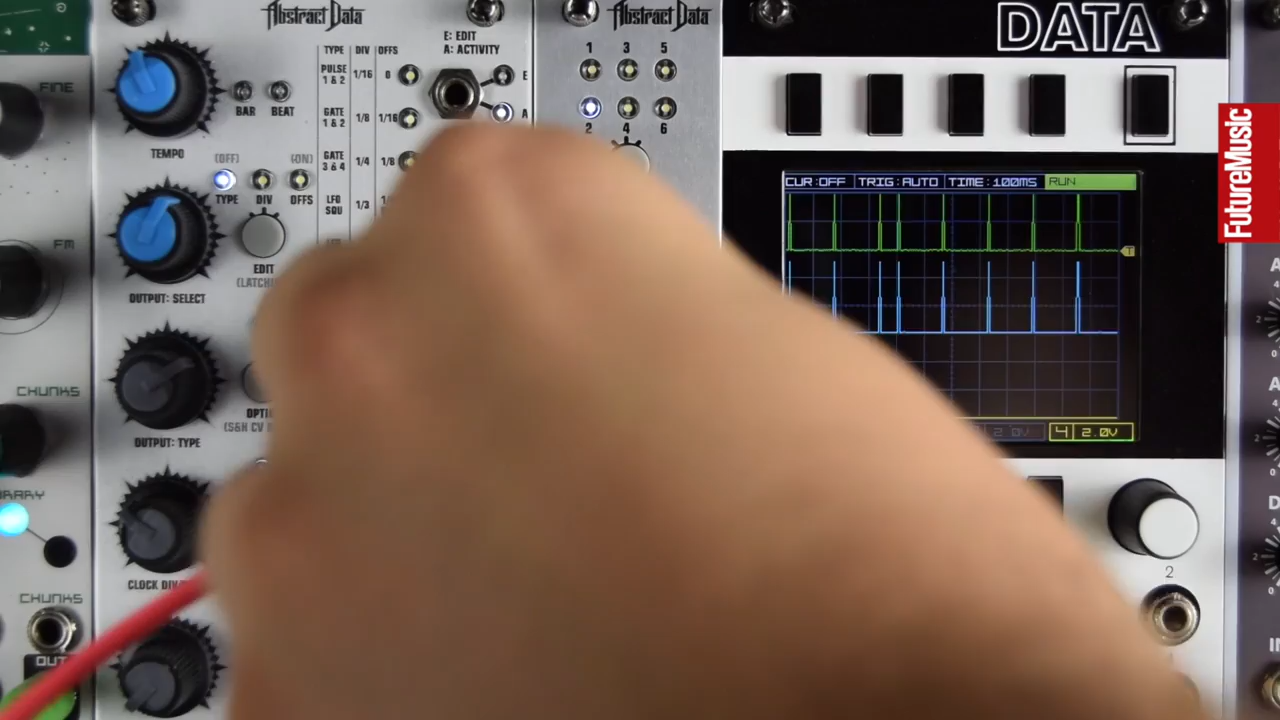 Abstract Data
Abstract Data
DATA
E: EDIT
A: ACTIVITY
TYPE DIV OFFS
PULSE 1 & 2 1/16 0
GATE 1 & 2 1/8 1/16
GATE 3 & 4 1/4 1/8
LFO SQU 1/3
E
A
1 3 5
2 4 6
FINE
BAR BEAT
TEMPO
(OFF) (ON)
TYPE DIV OFFS
FM
EDIT
OUTPUT: SELECT
CUR:OFF TRIG:AUTO TIME:100MS RUN
T
2.0V 4 2.0V
FutureMusic
CHUNKS
OUTPUT: TYPE
CLOCK DIV
CHUNKS
OUT
2